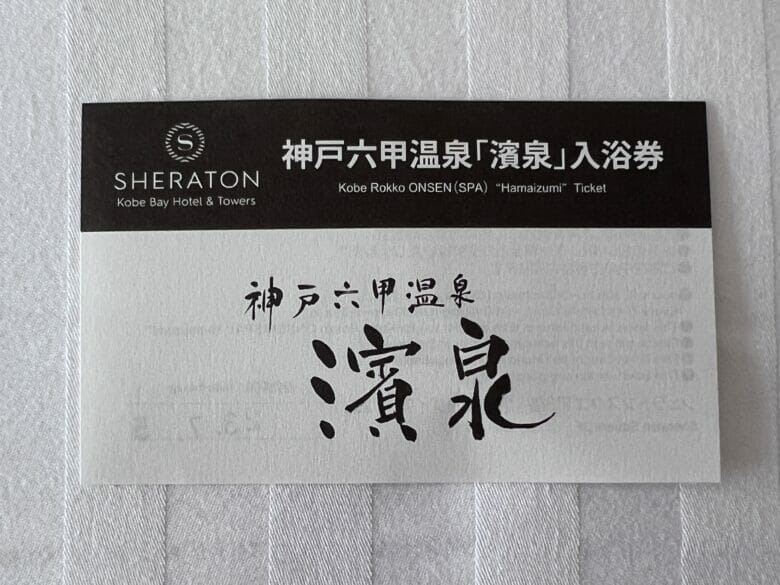 S
SHERATON
Kobe Bay Hotel & Towers
神戸六甲温泉「濱泉」入浴券
Kobe Rokko ONSEN(SPA) “Hamaizumi” Ticket
神戸六甲温泉
濱泉